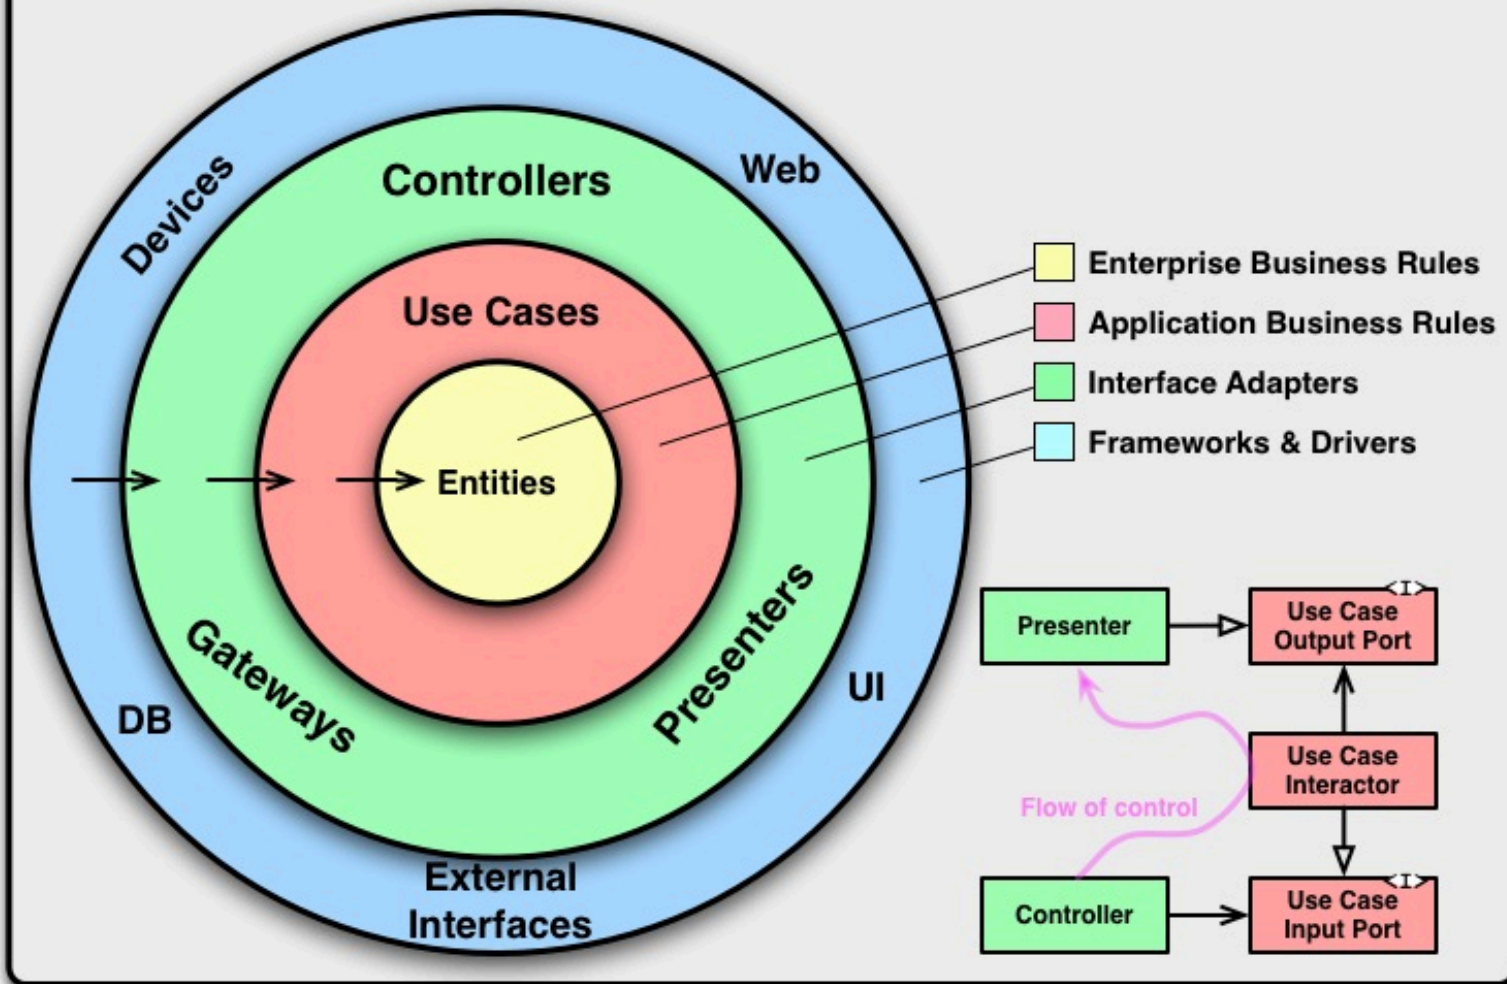 Devices
Web
Controllers
Use Cases
Entities
Gateways
Presenters
DB
UI
External
Interfaces
Enterprise Business Rules
Application Business Rules
Interface Adapters
Frameworks & Drivers
Presenter
<I>
Use Case
Output Port
Use Case
Interactor
Flow of control
Controller
<I>
Use Case
Input Port